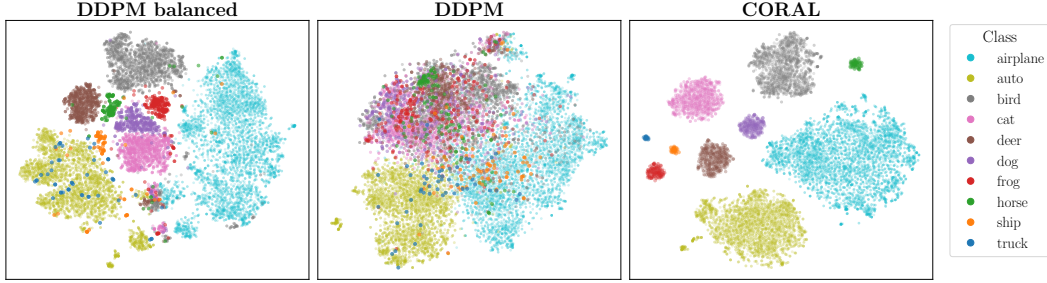 DDPM balanced
DDPM
CORAL
Class
airplane
auto
bird
cat
deer
dog
frog
horse
ship
truck